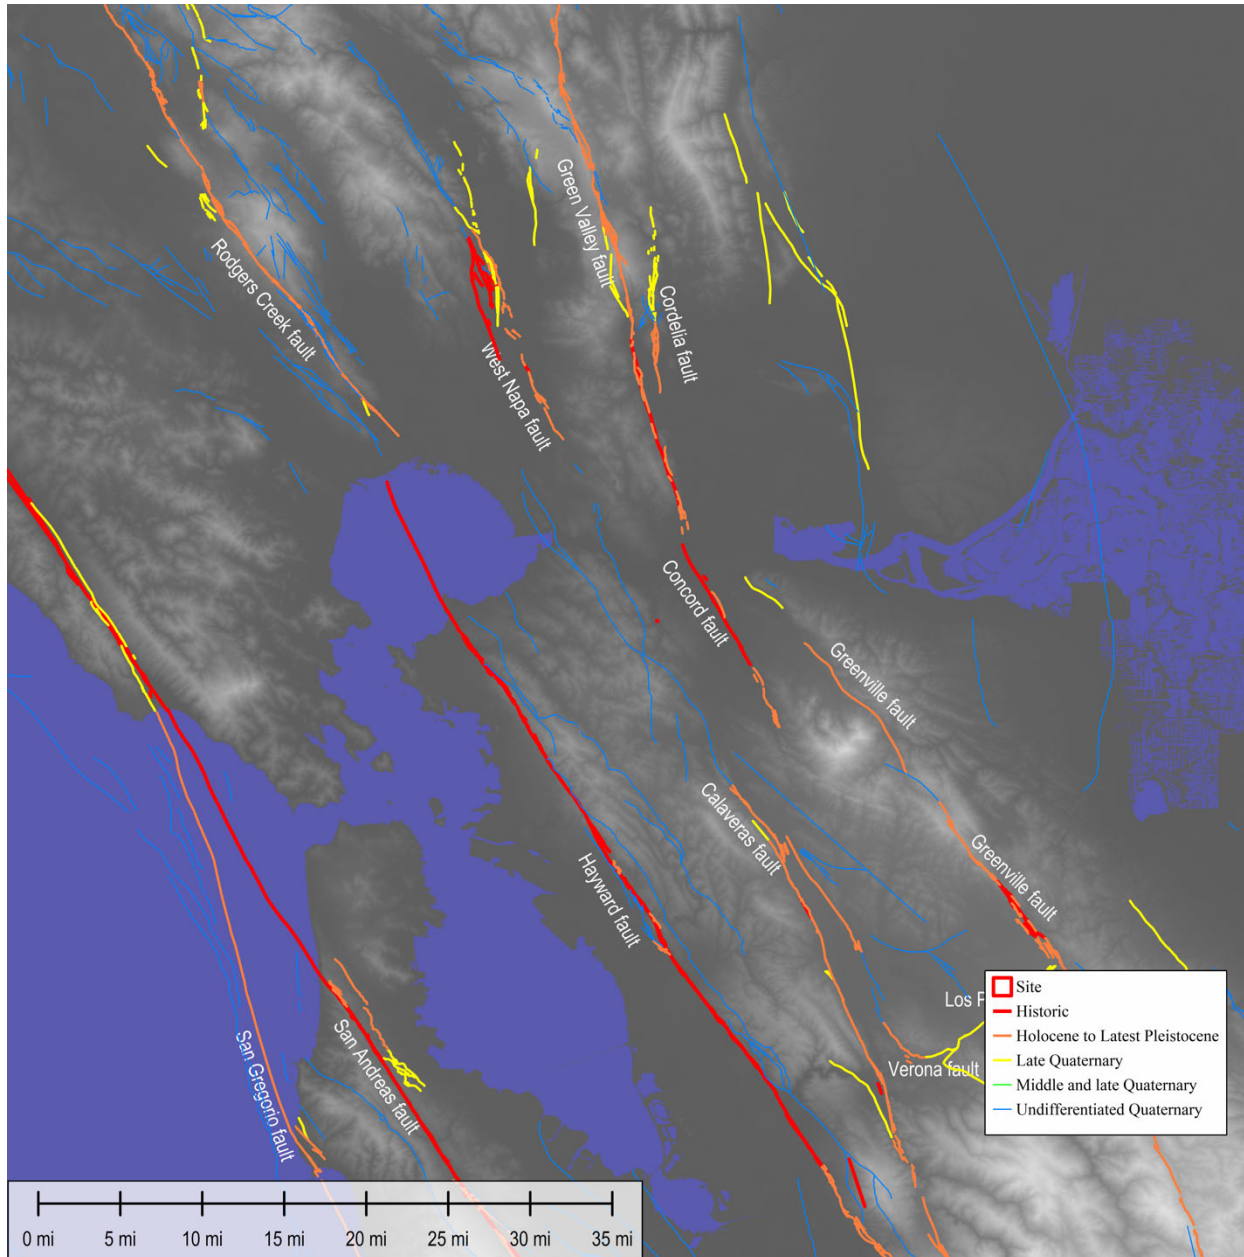 Green Valley fault
Rodgers Creek fault
Cordelia fault
West Napa fault
Concord fault
Greenville fault
Calaveras fault
Greenville fault
Hayward fault
San Andreas fault
San Gregorio fault
Los P
Verona fault
Site
Historic
Holocene to Latest Pleistocene
Late Quaternary
Middle and late Quaternary
Undifferentiated Quaternary
0 mi 5 mi 10 mi 15 mi 20 mi 25 mi 30 mi 35 mi